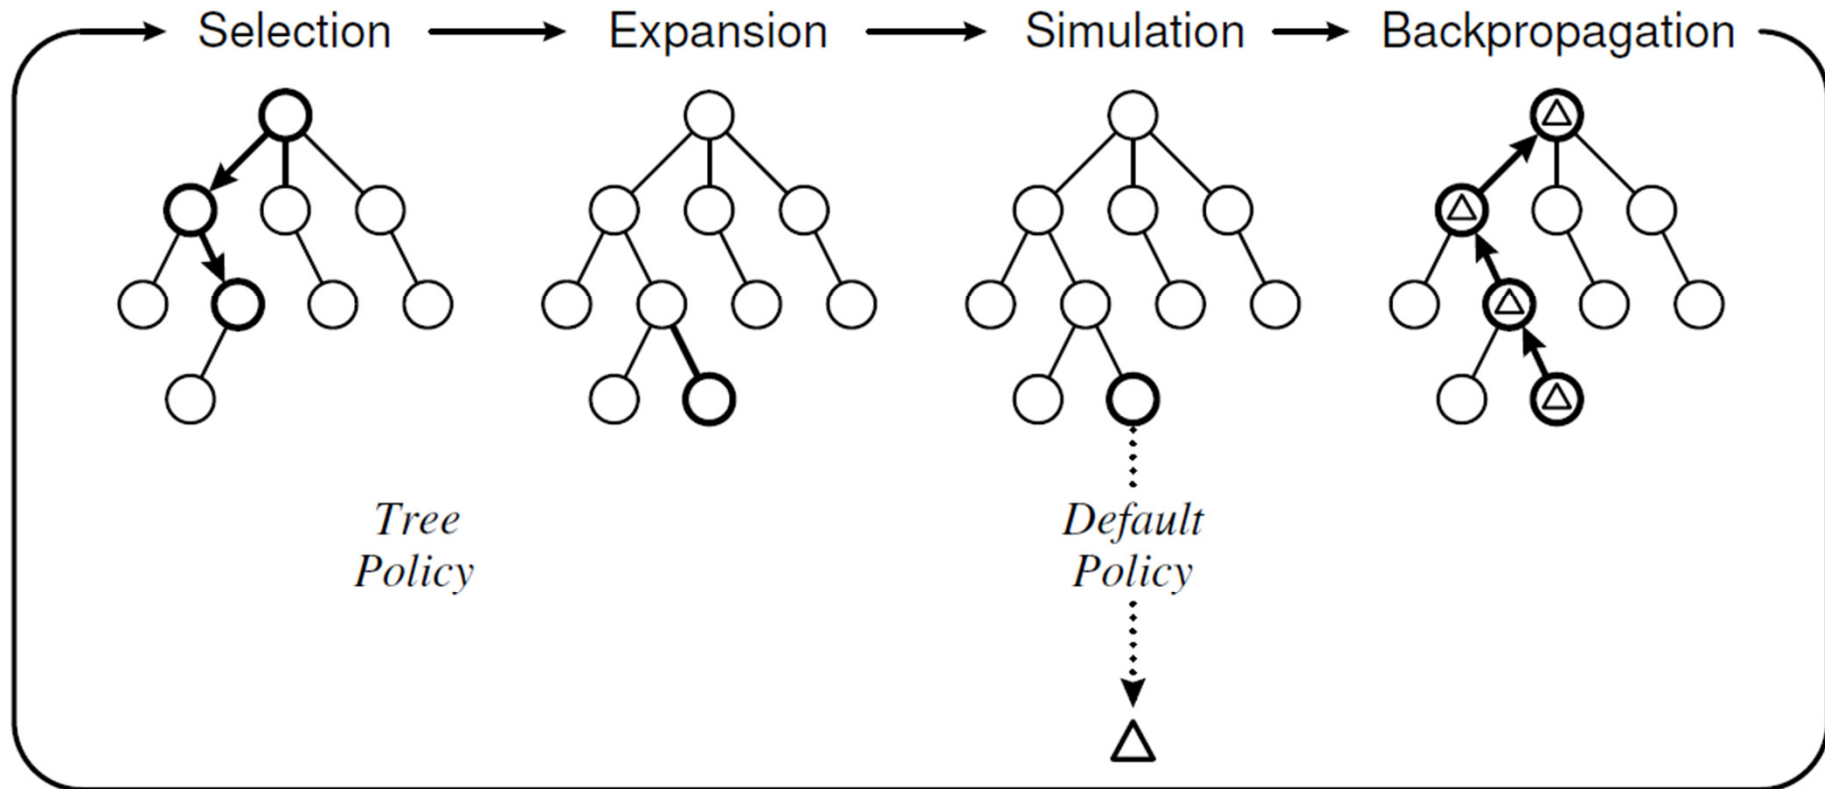 Selection Expansion Simulation Backpropagation
Tree
Policy
Default
Policy